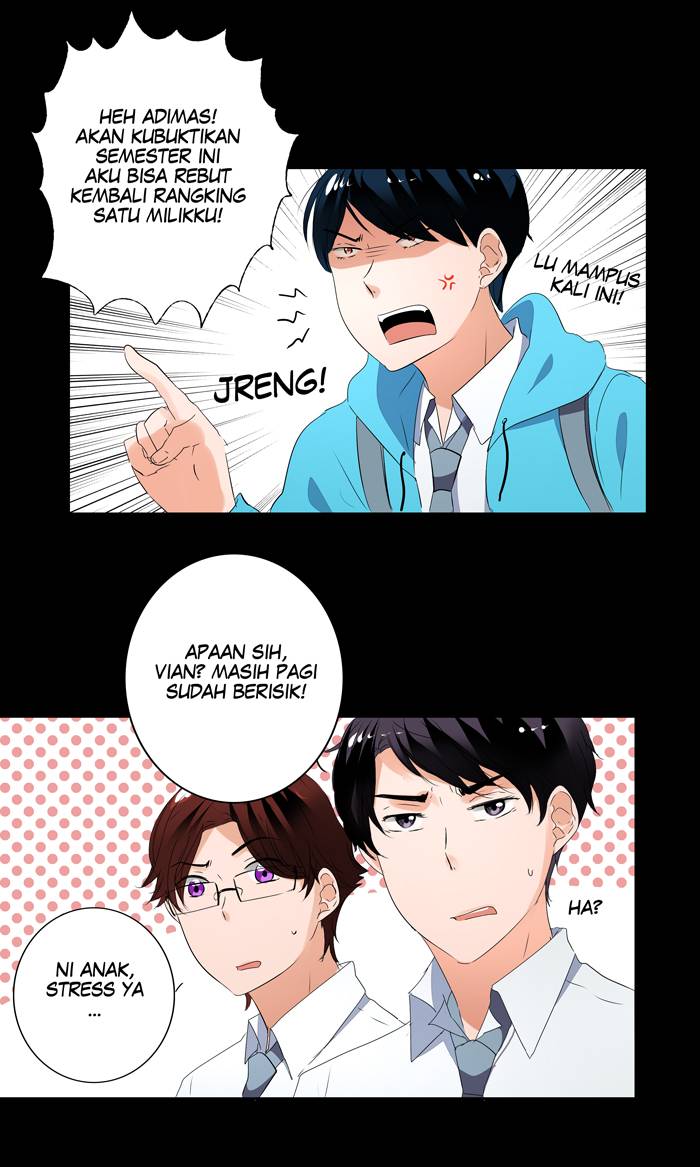 HEH ADIMAS!
AKAN KUBUKTIKAN
SEMESTER INI
AKU BISA REBUT
KEMBALI RANGKING
SATU MILIKKU!
LU MAMPUS
KALI INI!
JRENG!
APAAN SIH,
VIAN? MASIH PAGI
SUDAH BERISIK!
HA?
NI ANAK,
STRESS YA
...